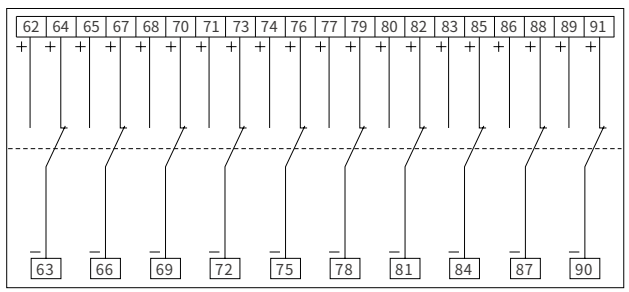 62 64 65 67 68 70 71 73 74 76 77 79 80 82 83 85 86 88 89 91
+ + + + + + + + + + + + + + + + + + + +
− − − − − − − − − −
63 66 69 72 75 78 81 84 87 90